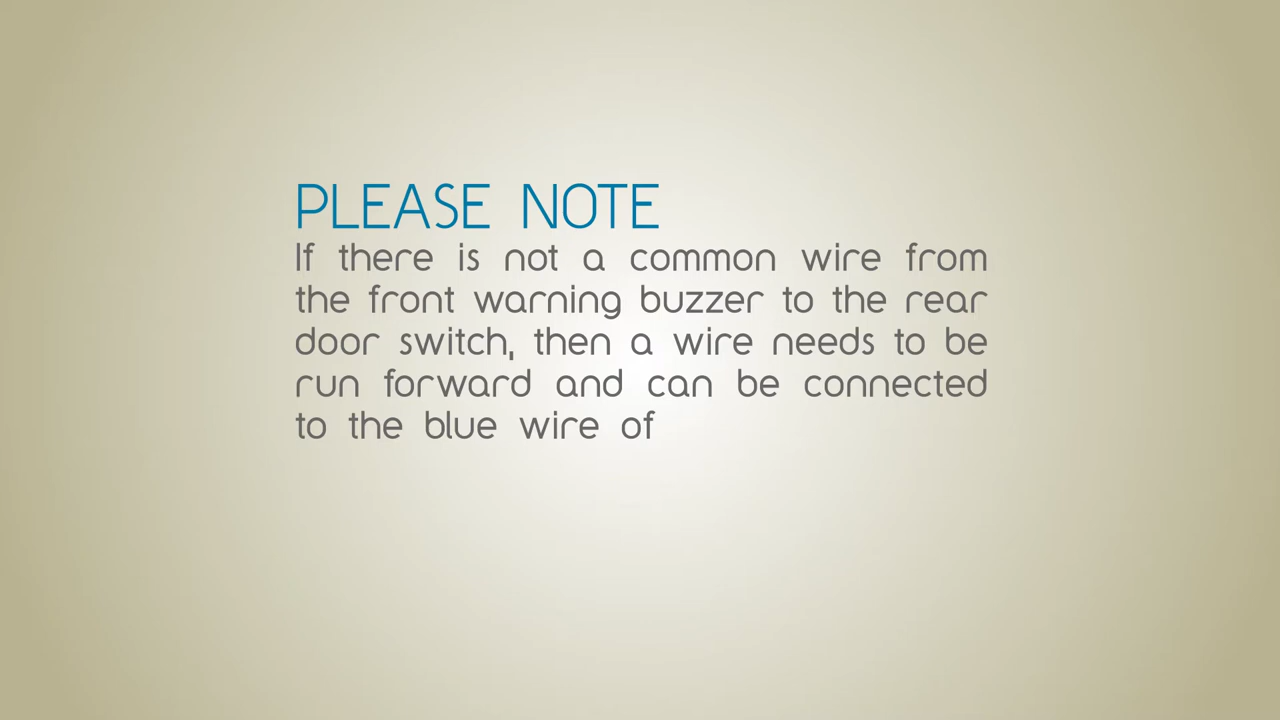 PLEASE NOTE
If there is not a common wire from
the front warning buzzer to the rear
door switch, then a wire needs to be
run forward and can be connected
to the blue wire of